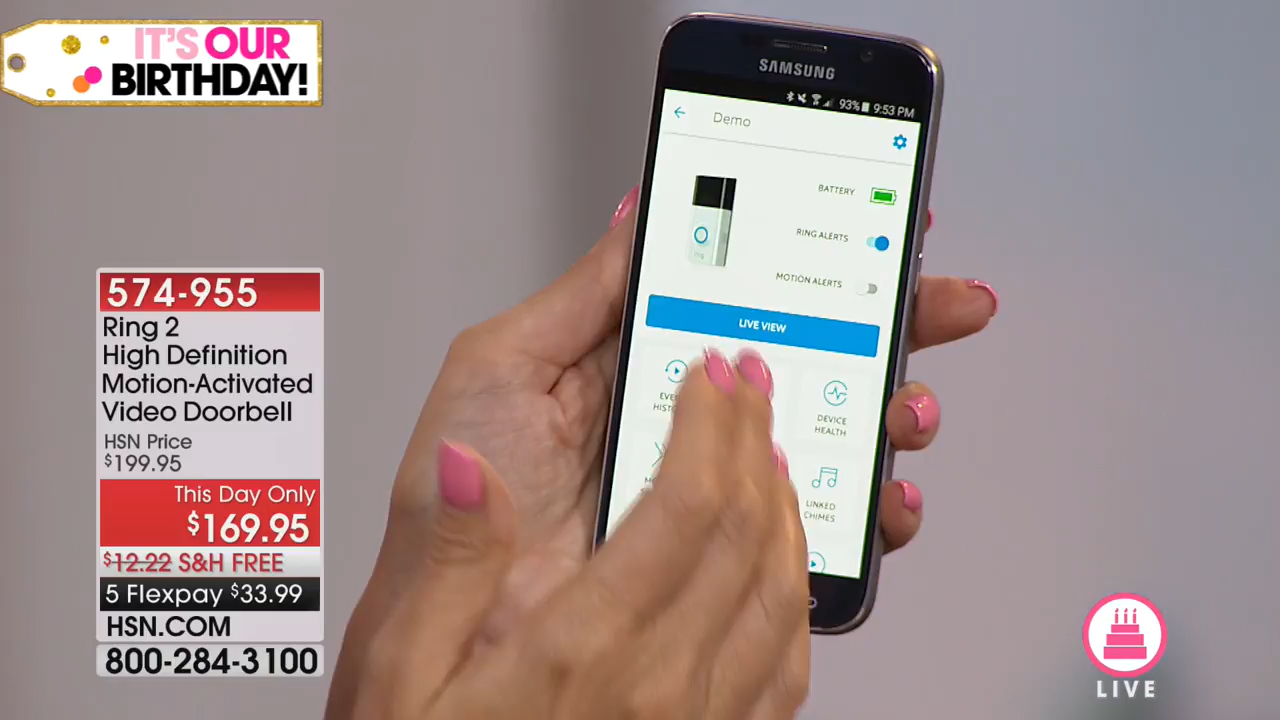 IT'S OUR
BIRTHDAY!
574-955
Ring 2
High Definition
Motion-Activated
Video Doorbell
HSN Price
$199.95
This Day Only
$169.95
$12.22 S&H FREE
5 Flexpay $33.99
HSN.COM
800-284-3100
SAMSUNG
93% 9:53 PM
Demo
BATTERY
RING ALERTS
MOTION ALERTS
ring
LIVE VIEW
DEVICE
HEALTH
LINKED
CHIMES
LIVE